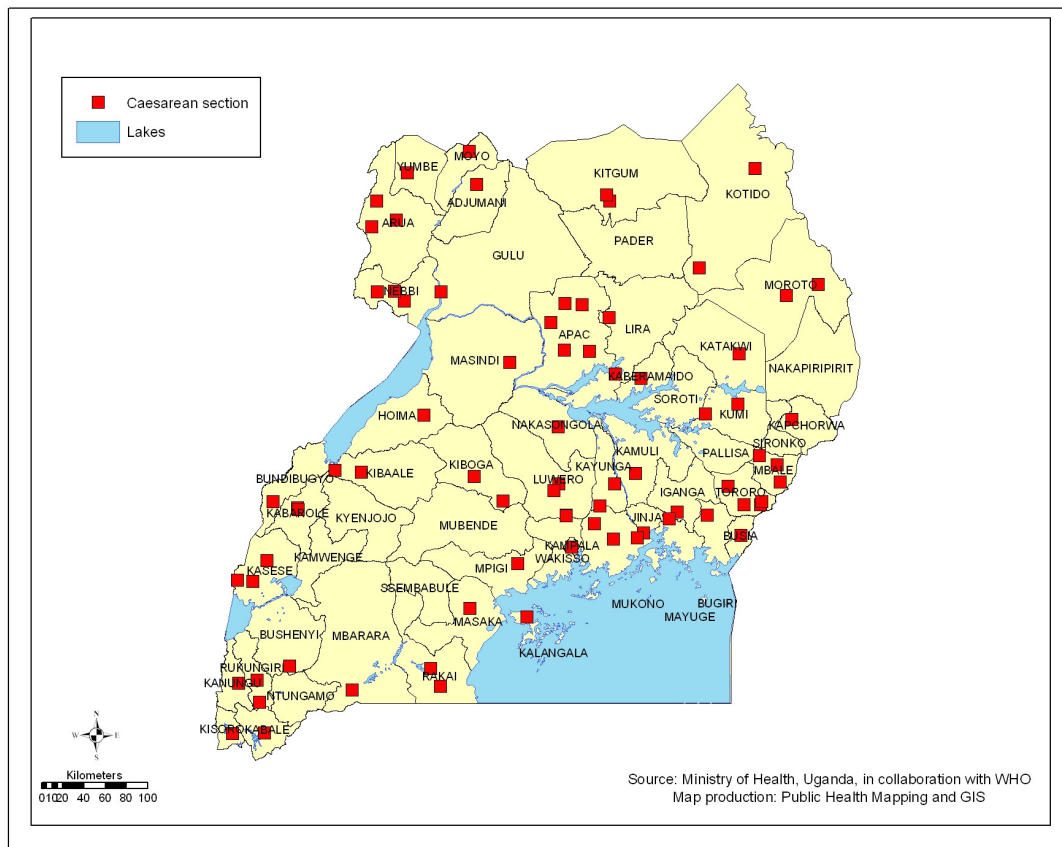 Caesarean section
Lakes
MOYO
YUMBE
KITGUM
KOTIDO
ADJUMANI
ARUA
PADER
GULU
MOROTO
NEBBI
LIRA
APAC
KATAKWI
MASINDI
NAKAPIRIPIRIT
KABERAMAIDO
SOROTI
HOIMA
KUMI
NAKASONGOLA
KAPCHORWA
SIRONKO
KAMULI
PALLISA
KIBOGA
KAYUNGA
MBALE
KIBAALE
BUNDIBUGYO
LUWERO
IGANGA
TORORO
KABAROLE
KYENJOJO
JINJA
MUBENDE
BUSIA
KAMPALA
KAMWENGE
WAKISSO
MPIGI
KASESE
SSEMBABULE
MUKONO
BUGIRI
MAYUGE
MASAKA
BUSHENYI
MBARARA
KALANGALA
RUKUNGIRI
RAKAI
KANUNGU
NTUNGAMO
KISORO
KABALE
N
W E
S
Kilometers
0 10 20 40 60 80 100
Source: Ministry of Health, Uganda, in collaboration with WHO
Map production: Public Health Mapping and GIS